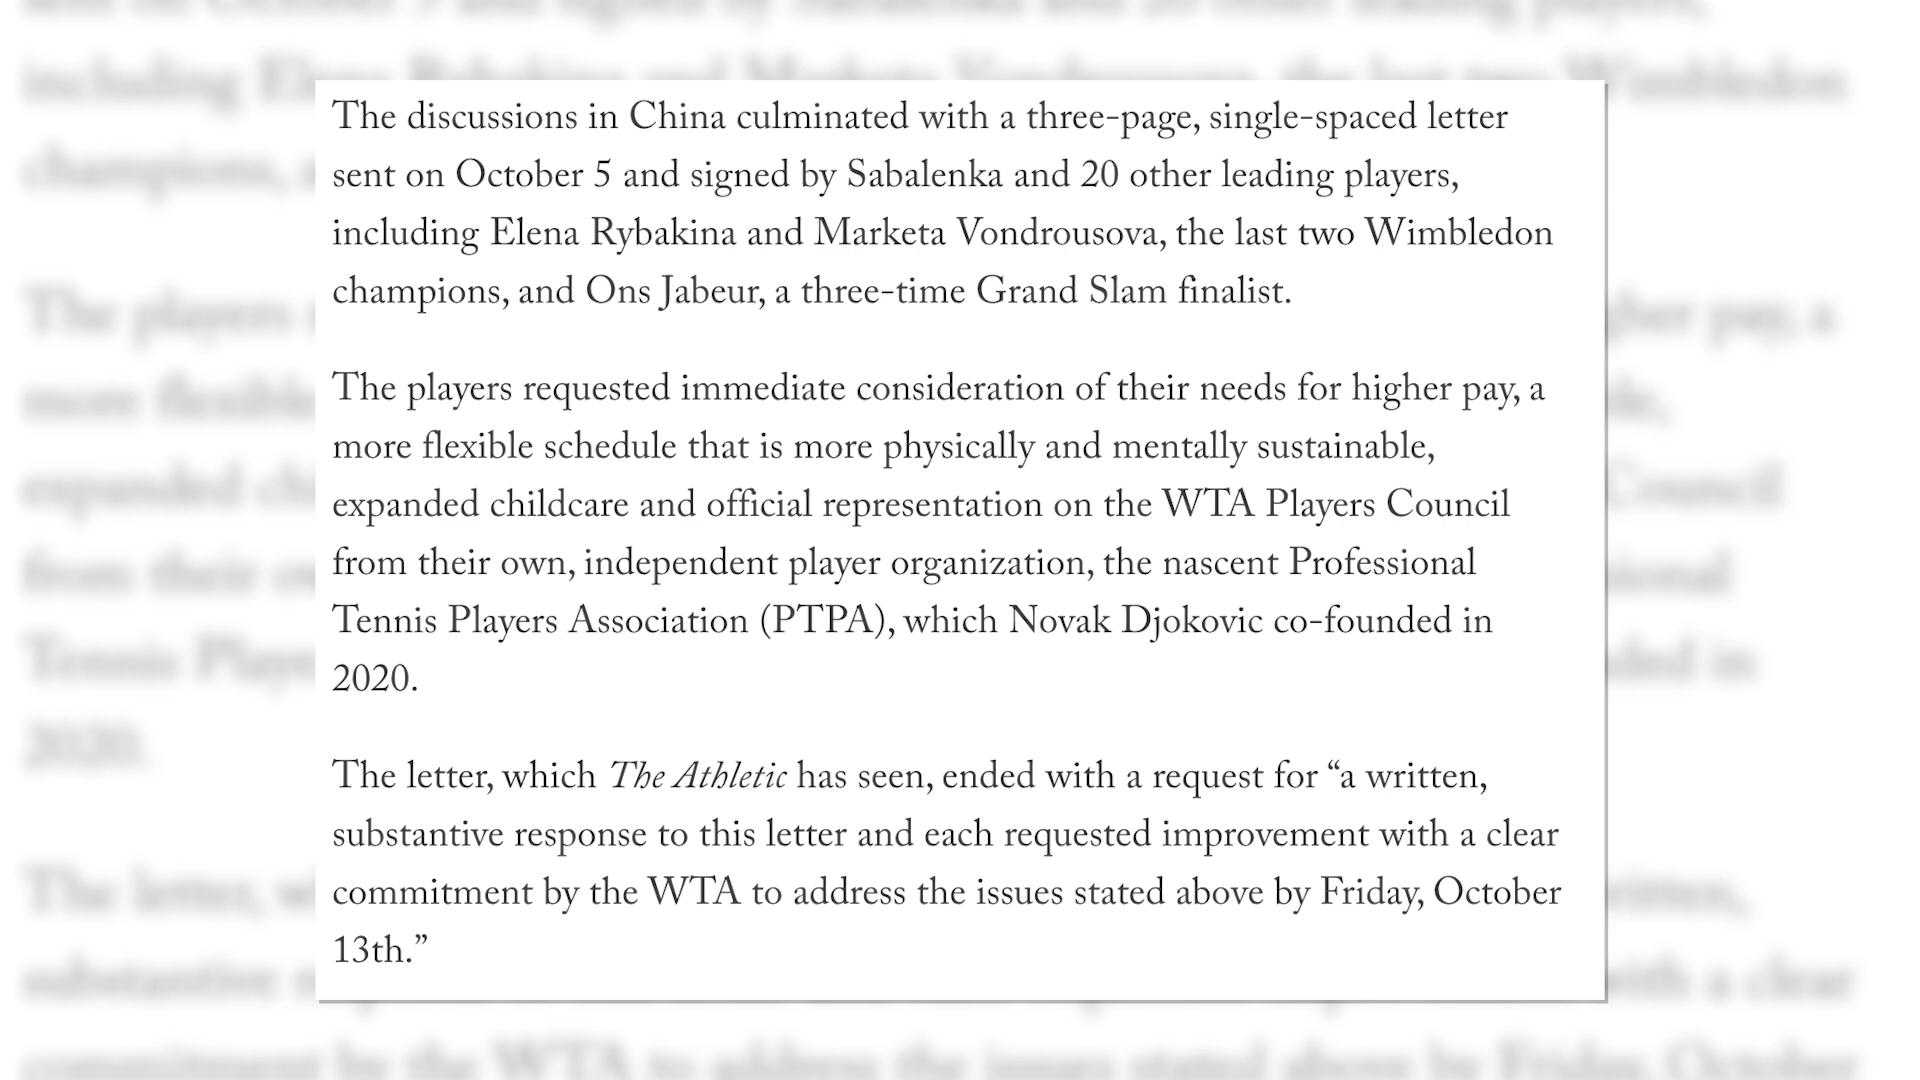 The discussions in China culminated with a three-page, single-spaced letter
sent on October 5 and signed by Sabalenka and 20 other leading players,
including Elena Rybakina and Marketa Vondrousova, the last two Wimbledon
champions, and Ons Jabeur, a three-time Grand Slam finalist.
The players requested immediate consideration of their needs for higher pay, a
more flexible schedule that is more physically and mentally sustainable,
expanded childcare and official representation on the WTA Players Council
from their own, independent player organization, the nascent Professional
Tennis Players Association (PTPA), which Novak Djokovic co-founded in
2020.
The letter, which The Athletic has seen, ended with a request for “a written,
substantive response to this letter and each requested improvement with a clear
commitment by the WTA to address the issues stated above by Friday, October
13th.”